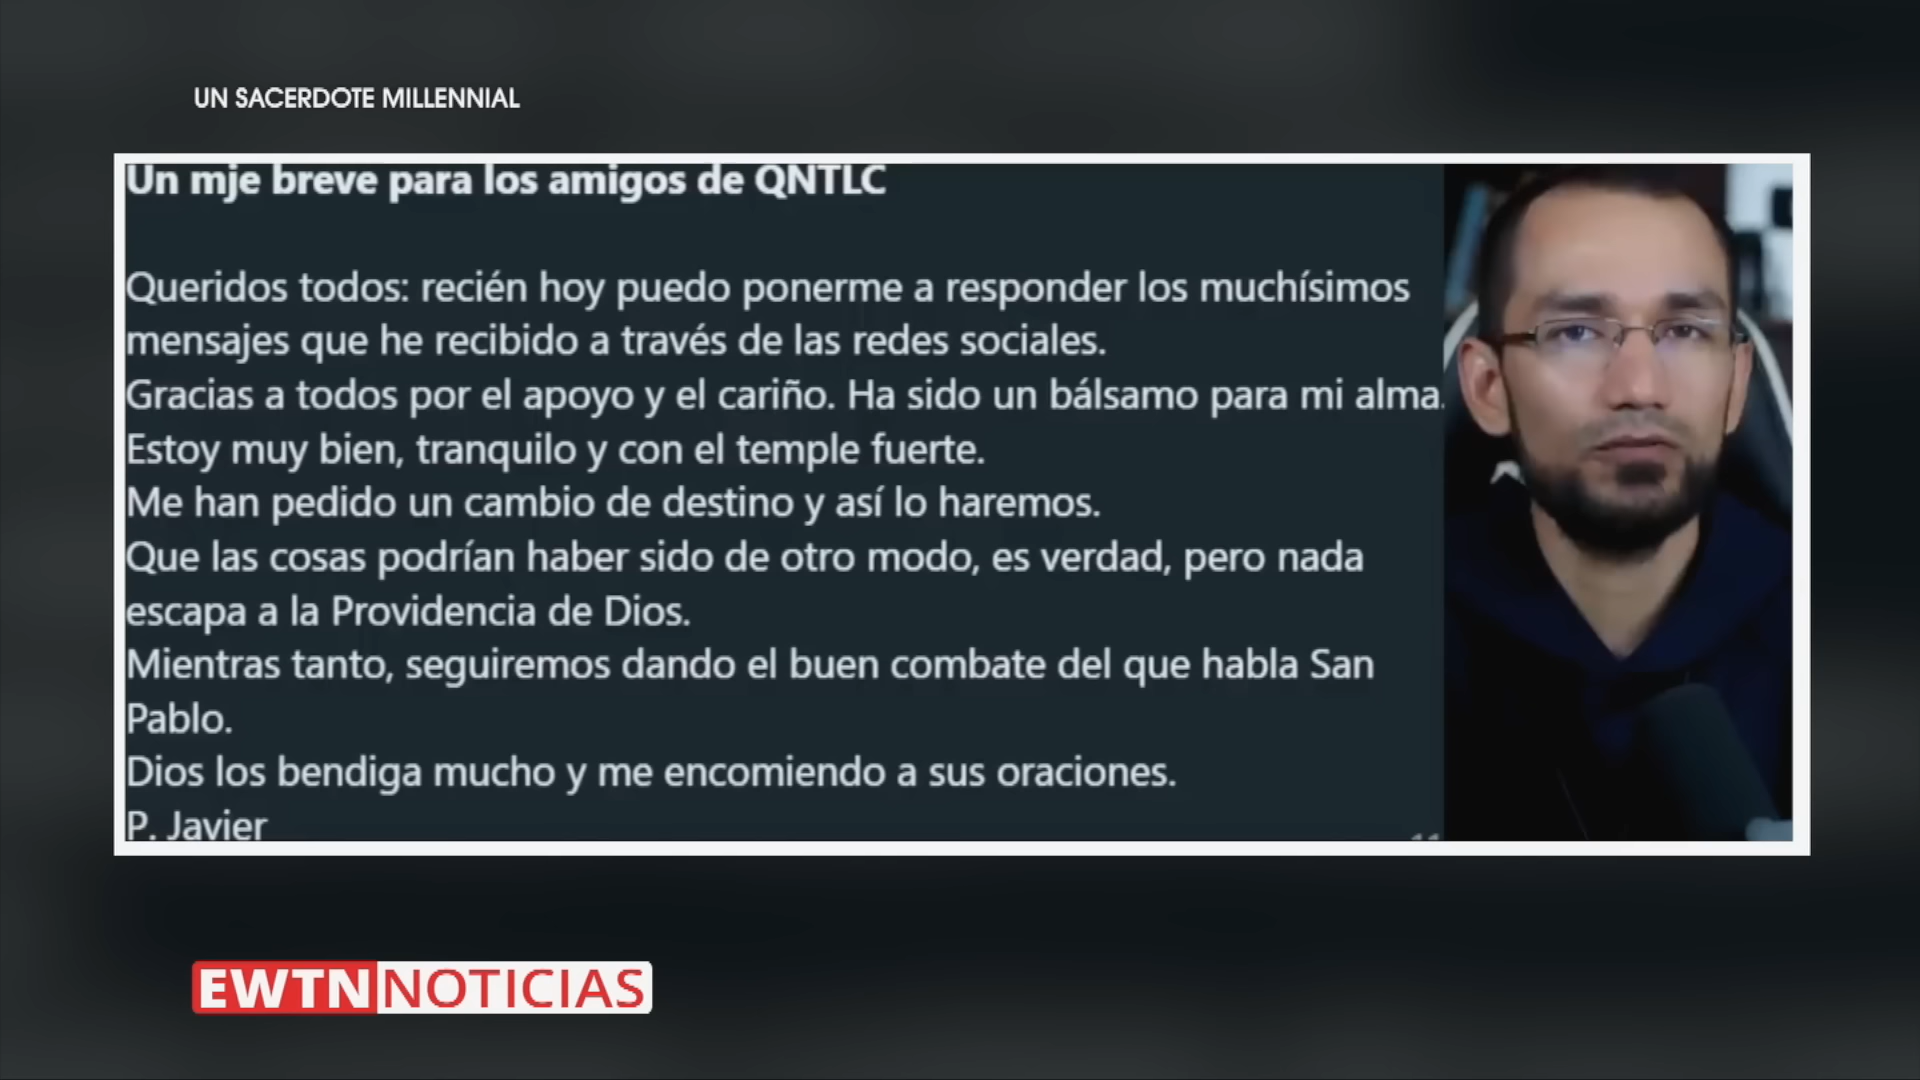 UN SACERDOTE MILLENNIAL
Un mje breve para los amigos de QNTLC
Queridos todos: recién hoy puedo ponerme a responder los muchísimos
mensajes que he recibido a través de las redes sociales.
Gracias a todos por el apoyo y el cariño. Ha sido un bálsamo para mi alma.
Estoy muy bien, tranquilo y con el temple fuerte.
Me han pedido un cambio de destino y así lo haremos.
Que las cosas podrían haber sido de otro modo, es verdad, pero nada
escapa a la Providencia de Dios.
Mientras tanto, seguiremos dando el buen combate del que habla San
Pablo.
Dios los bendiga mucho y me encomiendo a sus oraciones.
P. Javier
EWTN NOTICIAS